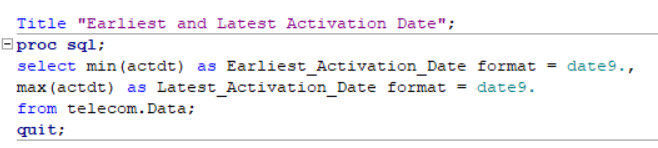 Title "Earliest and Latest Activation Date";
proc sql;
select min(actdt) as Earliest_Activation_Date format = date9.,
max(actdt) as Latest_Activation_Date format = date9.
from telecom.Data;
quit;